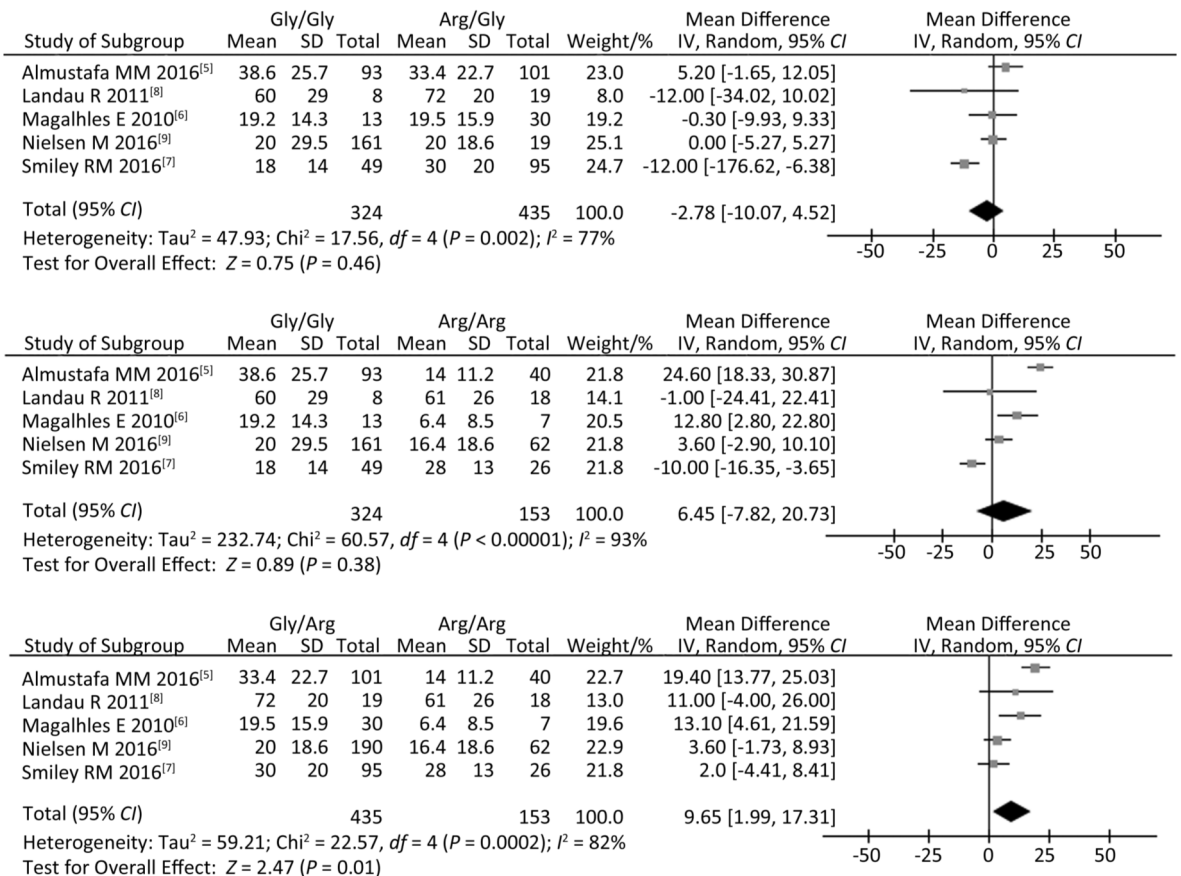 Gly/Gly Arg/Gly Mean Difference Mean Difference
Study of Subgroup Mean SD Total Mean SD Total Weight/% IV, Random, 95% CI IV, Random, 95% CI
Almustafa MM 2016[5] 38.6 25.7 93 33.4 22.7 101 23.0 5.20 [-1.65, 12.05]
Landau R 2011[8] 60 29 8 72 20 19 8.0 -12.00 [-34.02, 10.02]
Magalhles E 2010[6] 19.2 14.3 13 19.5 15.9 30 19.2 -0.30 [-9.93, 9.33]
Nielsen M 2016[9] 20 29.5 161 20 18.6 19 25.1 0.00 [-5.27, 5.27]
Smiley RM 2016[7] 18 14 49 30 20 95 24.7 -12.00 [-176.62, -6.38]
Total (95% CI) 324 435 100.0 -2.78 [-10.07, 4.52]
Heterogeneity: Tau² = 47.93; Chi² = 17.56, df = 4 (P = 0.002); I² = 77%
Test for Overall Effect: Z = 0.75 (P = 0.46)
-50 -25 0 25 50
Gly/Gly Arg/Arg Mean Difference Mean Difference
Study of Subgroup Mean SD Total Mean SD Total Weight/% IV, Random, 95% CI IV, Random, 95% CI
Almustafa MM 2016[5] 38.6 25.7 93 14 11.2 40 21.8 24.60 [18.33, 30.87]
Landau R 2011[8] 60 29 8 61 26 18 14.1 -1.00 [-24.41, 22.41]
Magalhles E 2010[6] 19.2 14.3 13 6.4 8.5 7 20.5 12.80 [2.80, 22.80]
Nielsen M 2016[9] 20 29.5 161 16.4 18.6 62 21.8 3.60 [-2.90, 10.10]
Smiley RM 2016[7] 18 14 49 28 13 26 21.8 -10.00 [-16.35, -3.65]
Total (95% CI) 324 153 100.0 6.45 [-7.82, 20.73]
Heterogeneity: Tau² = 232.74; Chi² = 60.57, df = 4 (P < 0.00001); I² = 93%
Test for Overall Effect: Z = 0.89 (P = 0.38)
-50 -25 0 25 50
Gly/Arg Arg/Arg Mean Difference Mean Difference
Study of Subgroup Mean SD Total Mean SD Total Weight/% IV, Random, 95% CI IV, Random, 95% CI
Almustafa MM 2016[5] 33.4 22.7 101 14 11.2 40 22.7 19.40 [13.77, 25.03]
Landau R 2011[8] 72 20 19 61 26 18 13.0 11.00 [-4.00, 26.00]
Magalhles E 2010[6] 19.5 15.9 30 6.4 8.5 7 19.6 13.10 [4.61, 21.59]
Nielsen M 2016[9] 20 18.6 190 16.4 18.6 62 22.9 3.60 [-1.73, 8.93]
Smiley RM 2016[7] 30 20 95 28 13 26 21.8 2.0 [-4.41, 8.41]
Total (95% CI) 435 153 100.0 9.65 [1.99, 17.31]
Heterogeneity: Tau² = 59.21; Chi² = 22.57, df = 4 (P = 0.0002); I² = 82%
Test for Overall Effect: Z = 2.47 (P = 0.01)
-50 -25 0 25 50